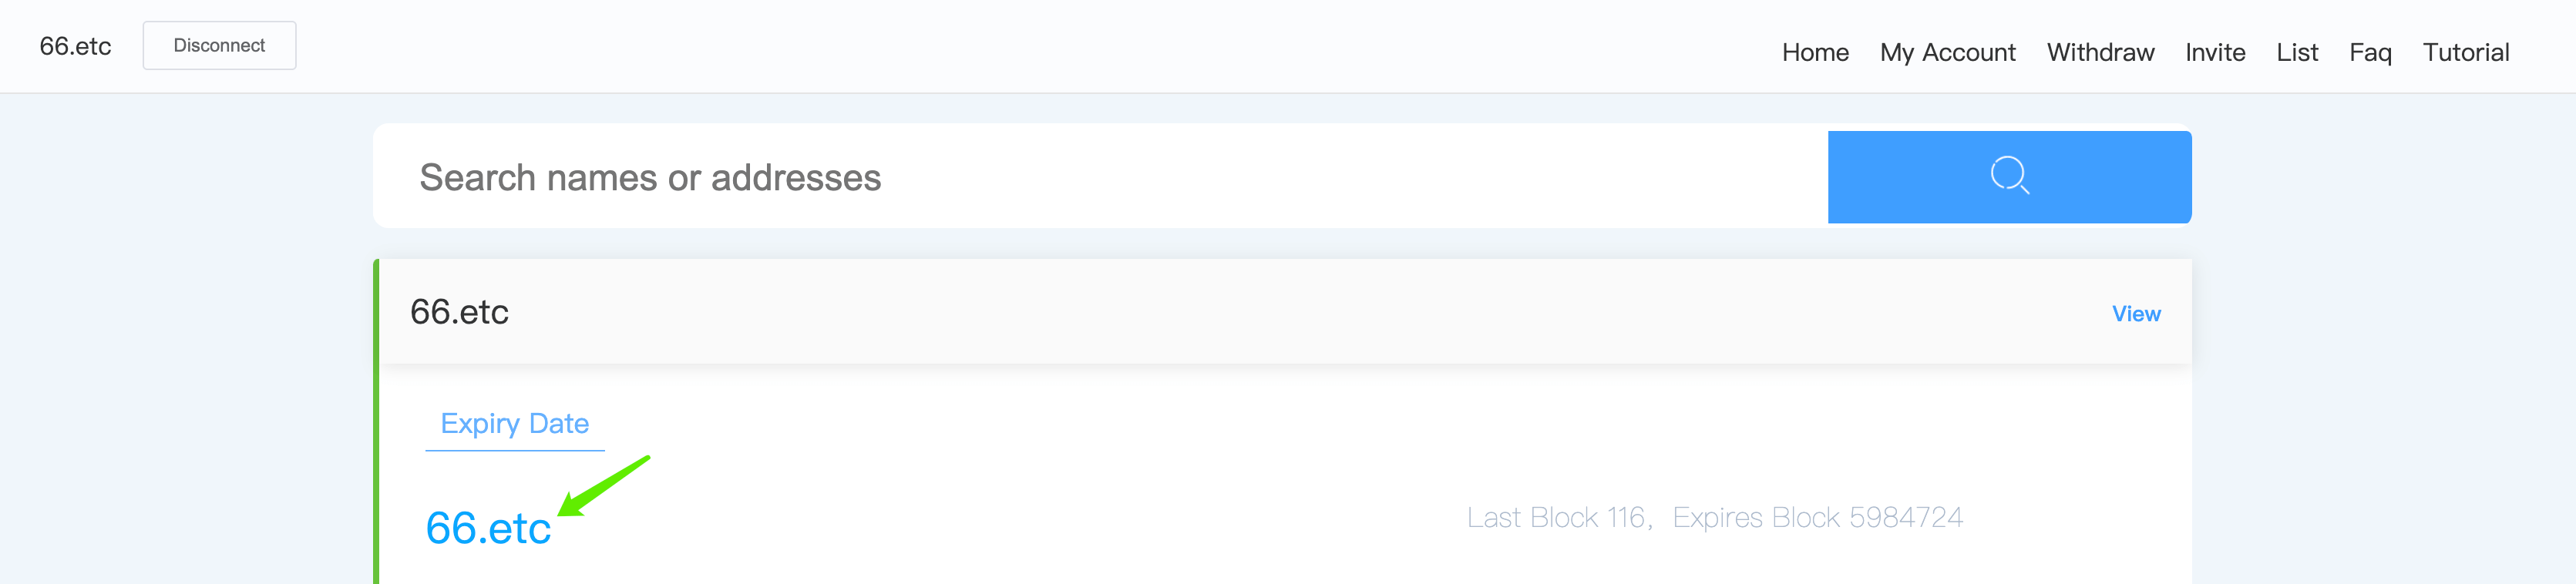 66.etc Disconnect Home My Account Withdraw Invite List Faq Tutorial
Search names or addresses
66.etc View
Expiry Date
66.etc Last Block 116, Expires Block 5984724